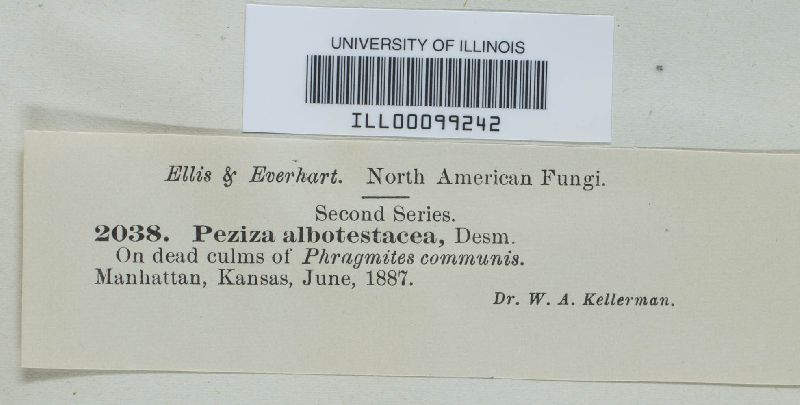 UNIVERSITY OF ILLINOIS
ILL00099242
Ellis & Everhart. North American Fungi.
Second Series.
2038. Peziza albotestacea, Desm.
On dead culms of Phragmites communis.
Manhattan, Kansas, June, 1887.
Dr. W. A. Kellerman.